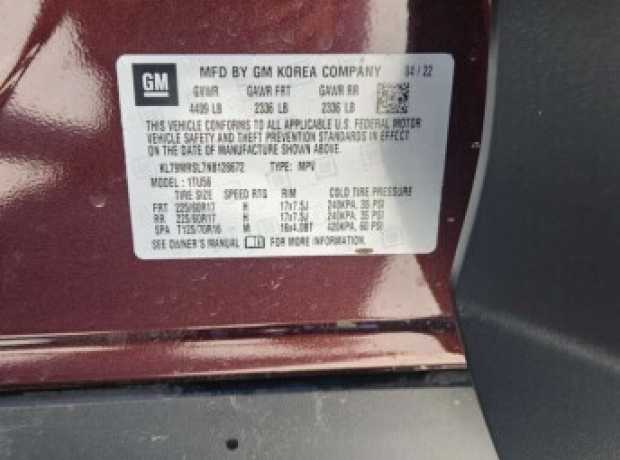 GM MFD BY GM KOREA COMPANY 04 / 22
GVWR GAWR FRT GAWR RR
4409 LB 2336 LB 2336 LB
THIS VEHICLE CONFORMS TO ALL APPLICABLE U.S. FEDERAL MOTOR
VEHICLE SAFETY AND THEFT PREVENTION STANDARDS IN EFFECT
ON THE DATE OF MANUFACTURE SHOWN ABOVE.
TYPE: MPV
MODEL: 1TU56
TIRE SIZE SPEED RTG RIM COLD TIRE PRESSURE
FRT 225/60R17 H 17x7.5J 240KPA, 35 PSI
RR 225/60R17 H 17x7.5J 240KPA, 35 PSI
SPA T125/70R16 M 16x4.0BT 420KPA, 60 PSI
SEE OWNER'S MANUAL FOR MORE INFORMATION.